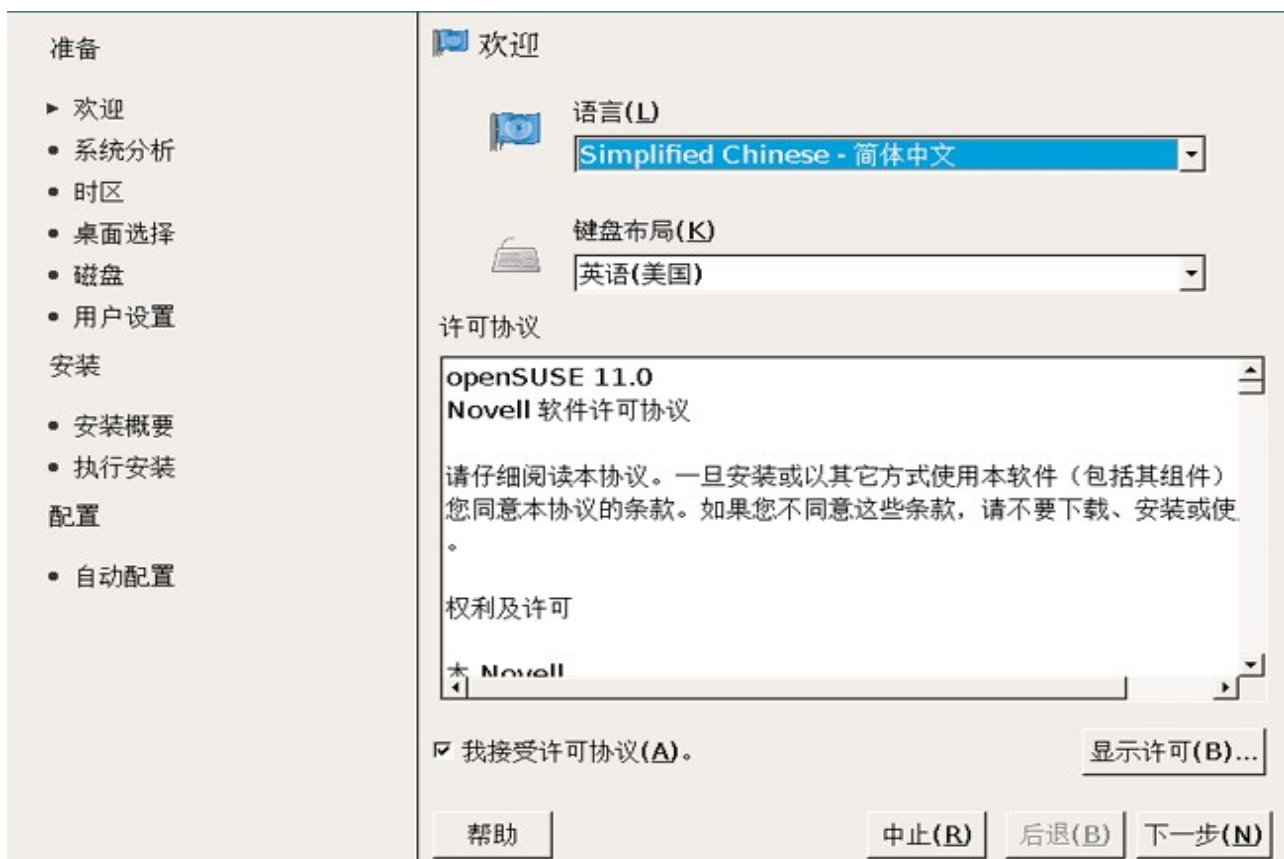 准备
欢迎
系统分析
时区
桌面选择
磁盘
用户设置
安装
安装概要
执行安装
配置
自动配置
欢迎
语言(L)
Simplified Chinese - 简体中文
键盘布局(K)
英语(美国)
许可协议
openSUSE 11.0
Novell 软件许可协议
请仔细阅读本协议。一旦安装或以其它方式使用本软件（包括其组件）
您同意本协议的条款。如果您不同意这些条款，请不要下载、安装或使
。
权利及许可
本 Novell
我接受许可协议(A)。
显示许可(B)...
帮助
中止(R)
后退(B)
下一步(N)